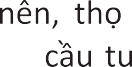 nên, thọ
cầu tu